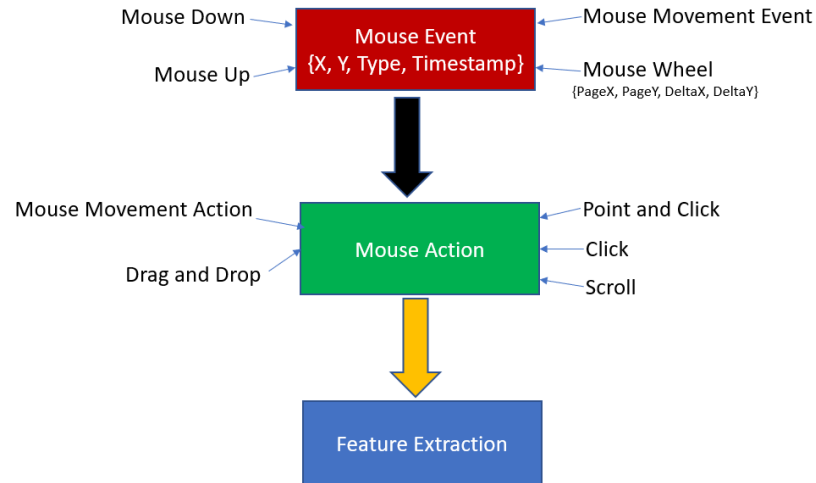 Mouse Down
Mouse Movement Event
Mouse Event
{X, Y, Type, Timestamp}
Mouse Up
Mouse Wheel
{PageX, PageY, DeltaX, DeltaY}
Mouse Movement Action
Point and Click
Mouse Action
Click
Drag and Drop
Scroll
Feature Extraction